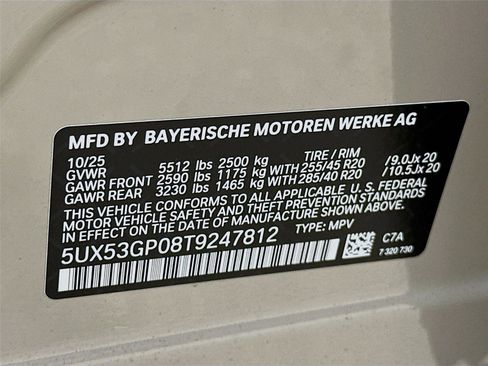 MFD BY BAYERISCHE MOTOREN WERKE AG
10/25 TIRE / RIM
GVWR 5512 lbs 2500 kg
GAWR FRONT 2590 lbs 1175 kg WITH 255/45 R20 /9.0Jx20
GAWR REAR 3230 lbs 1465 kg WITH 285/40 R20 /10.5Jx20
THIS VEHICLE CONFORMS TO ALL APPLICABLE U.S. FEDERAL
MOTOR VEHICLE SAFETY AND THEFT PREVENTION STANDARDS
IN EFFECT ON THE DATE OF MANUFACTURE SHOWN ABOVE.
5UX53GP08T9247812 TYPE: MPV
C7A
7 320 730